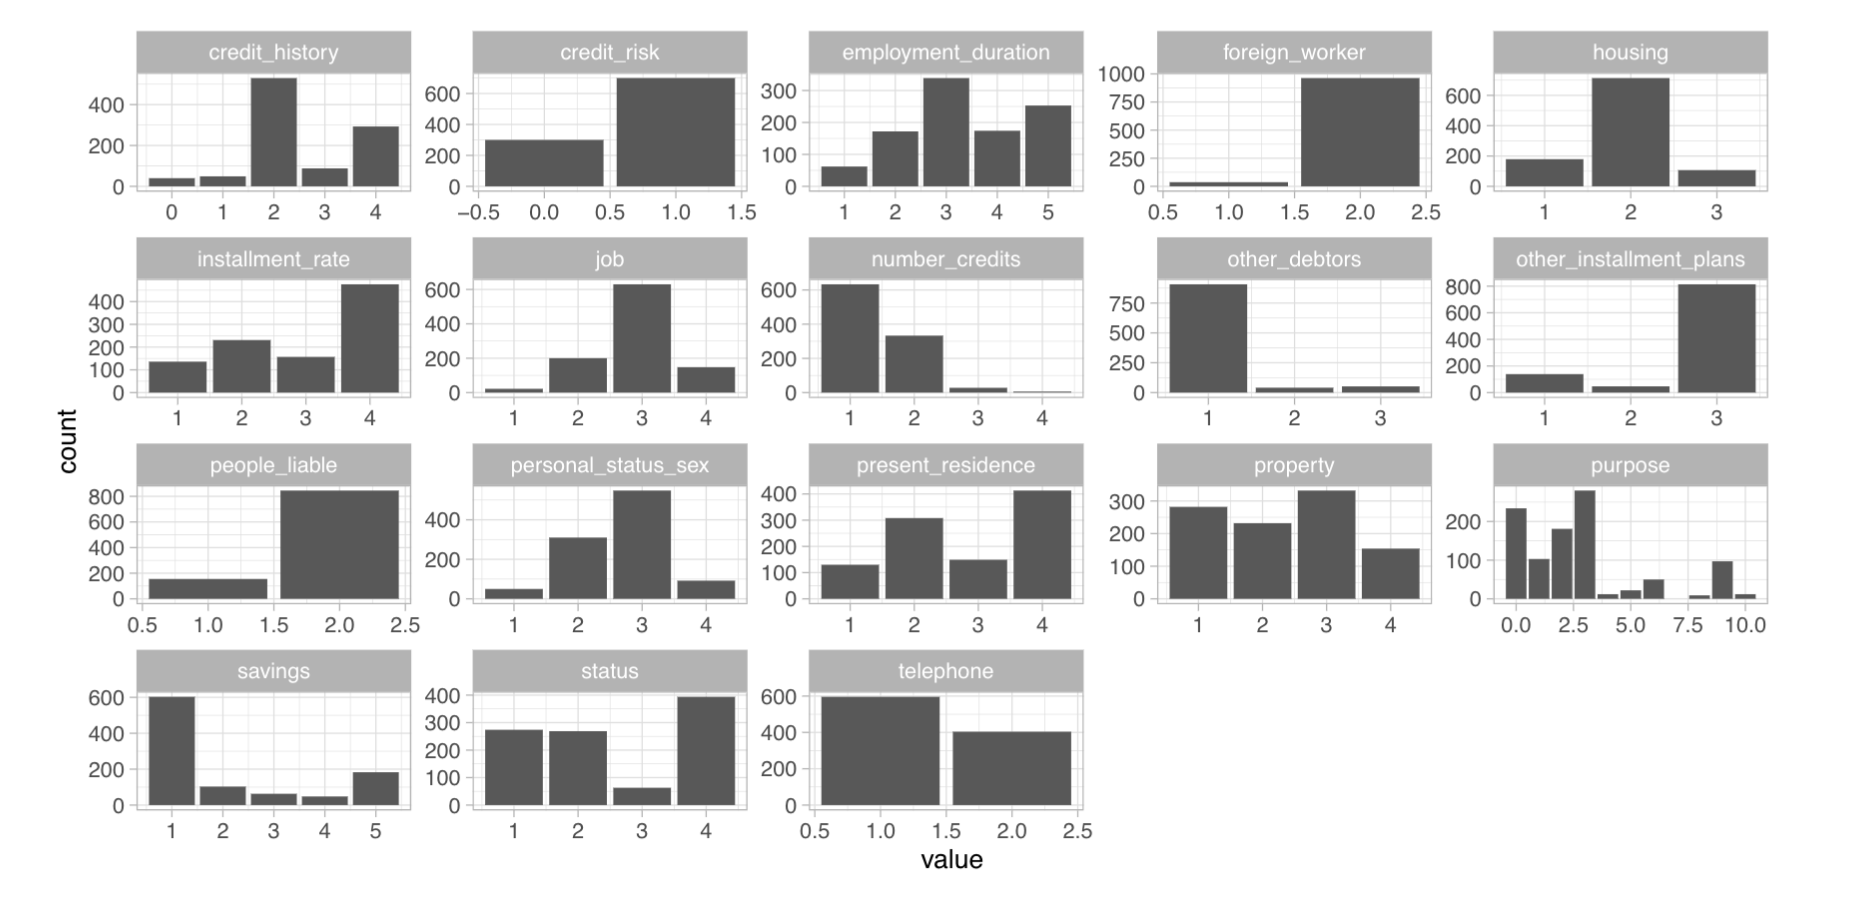 credit_history
credit_risk
employment_duration
foreign_worker
housing
400
200
0
0 1 2 3 4
600
400
200
0
−0.5 0.0 0.5 1.0 1.5
300
200
100
0
1 2 3 4 5
1000
750
500
250
0
0.5 1.0 1.5 2.0 2.5
600
400
200
0
1 2 3
installment_rate
job
number_credits
other_debtors
other_installment_plans
400
300
200
100
0
1 2 3 4
600
400
200
0
1 2 3 4
600
400
200
0
1 2 3 4
750
500
250
0
1 2 3
800
600
400
200
0
1 2 3
count
people_liable
personal_status_sex
present_residence
property
purpose
800
600
400
200
0
0.5 1.0 1.5 2.0 2.5
400
200
0
1 2 3 4
400
300
200
100
0
1 2 3 4
300
200
100
0
1 2 3 4
200
100
0
0.0 2.5 5.0 7.5 10.0
savings
status
telephone
600
400
200
0
1 2 3 4 5
400
300
200
100
0
1 2 3 4
600
400
200
0
0.5 1.0 1.5 2.0 2.5
value